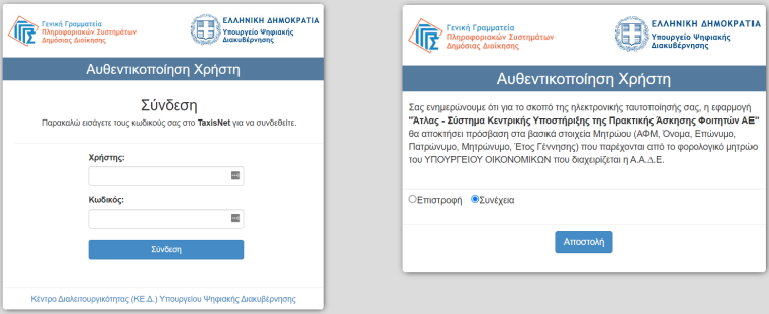 Γενική Γραμματεία
Πληροφοριακών Συστημάτων
Δημόσιας Διοίκησης
ΕΛΛΗΝΙΚΗ ΔΗΜΟΚΡΑΤΙΑ
Υπουργείο Ψηφιακής
Διακυβέρνησης
Αυθεντικοποίηση Χρήστη
Σύνδεση
Παρακαλώ εισάγετε τους κωδικούς σας στο TaxisNet για να συνδεθείτε.
Χρήστης:
Κωδικός:
Σύνδεση
Κέντρο Διαλειτουργικότητας (ΚΕ.Δ.) Υπουργείου Ψηφιακής Διακυβέρνησης
Γενική Γραμματεία
Πληροφοριακών Συστημάτων
Δημόσιας Διοίκησης
ΕΛΛΗΝΙΚΗ ΔΗΜΟΚΡΑΤΙΑ
Υπουργείο Ψηφιακής
Διακυβέρνησης
Αυθεντικοποίηση Χρήστη
Σας ενημερώνουμε ότι για το σκοπό της ηλεκτρονικής ταυτοποίησής σας, η εφαρμογή
"Άτλας – Σύστημα Κεντρικής Υποστήριξης της Πρακτικής Άσκησης Φοιτητών ΑΕΙ"
θα αποκτήσει πρόσβαση στα βασικά στοιχεία Μητρώου (ΑΦΜ, Όνομα, Επώνυμο,
Πατρώνυμο, Μητρώνυμο, Έτος Γέννησης) που παρέχονται από το φορολογικό μητρώο
του ΥΠΟΥΡΓΕΙΟΥ ΟΙΚΟΝΟΜΙΚΩΝ που διαχειρίζεται η Α.Α.Δ.Ε.
Επιστροφή Συνέχεια
Αποστολή